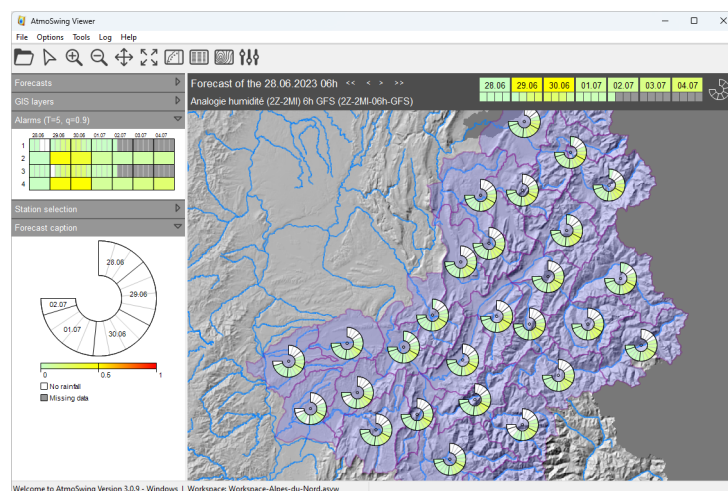 AtmoSwing Viewer
File Options Tools Log Help
Forecasts
GIS layers
Alarms (T=5, q=0.9)
28.06 29.06 30.06 01.07 02.07 03.07 04.07
1
2
3
4
Station selection
Forecast caption
28.06
29.06
30.06
01.07
02.07
0 0.5 1
No rainfall
Missing data
Forecast of the 28.06.2023 06h << < > >>
Analogie humidité (2Z-2MI) 6h GFS (2Z-2MI-06h-GFS)
28.06 29.06 30.06 01.07 02.07 03.07 04.07
Welcome to AtmoSwing Version 3.0.9 - Windows | Workspace: Workspace-Alpes-du-Nord.asvw